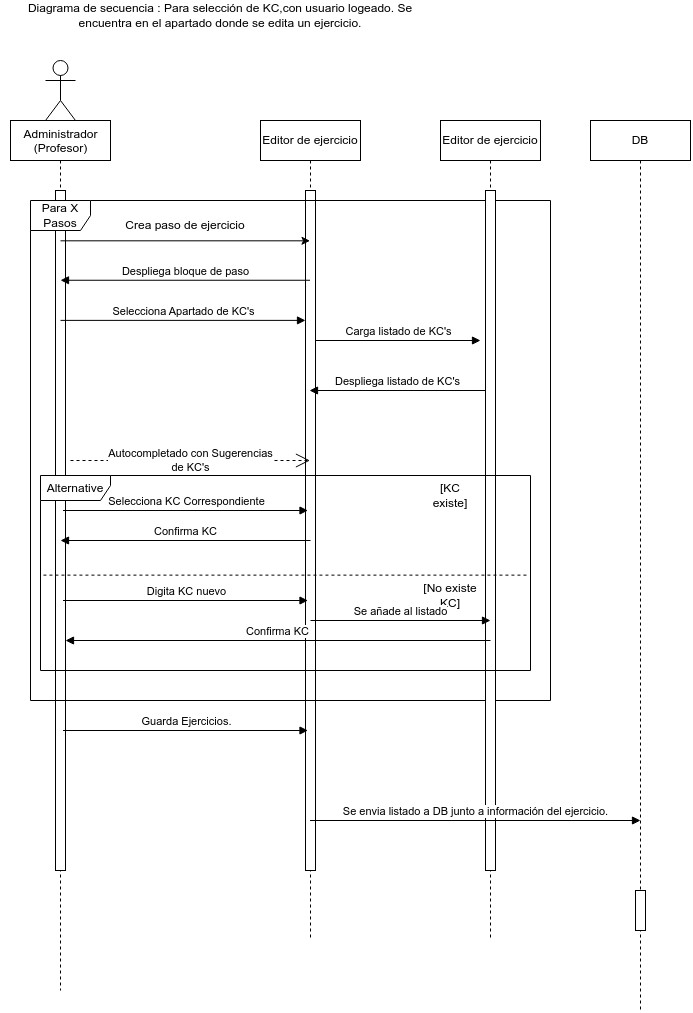 Diagrama de secuencia : Para selección de KC,con usuario logeado. Se
encuentra en el apartado donde se edita un ejercicio.
Administrador
(Profesor)
Editor de ejercicio
Editor de ejercicio
DB
Para X
Pasos
Crea paso de ejercicio
Despliega bloque de paso
Selecciona Apartado de KC's
Carga listado de KC's
Despliega listado de KC's
Autocompletado con Sugerencias
de KC's
Alternative
[KC
existe]
Selecciona KC Correspondiente
Confirma KC
[No existe
KC]
Digita KC nuevo
Se añade al listado
Confirma KC
Guarda Ejercicios.
Se envia listado a DB junto a información del ejercicio.